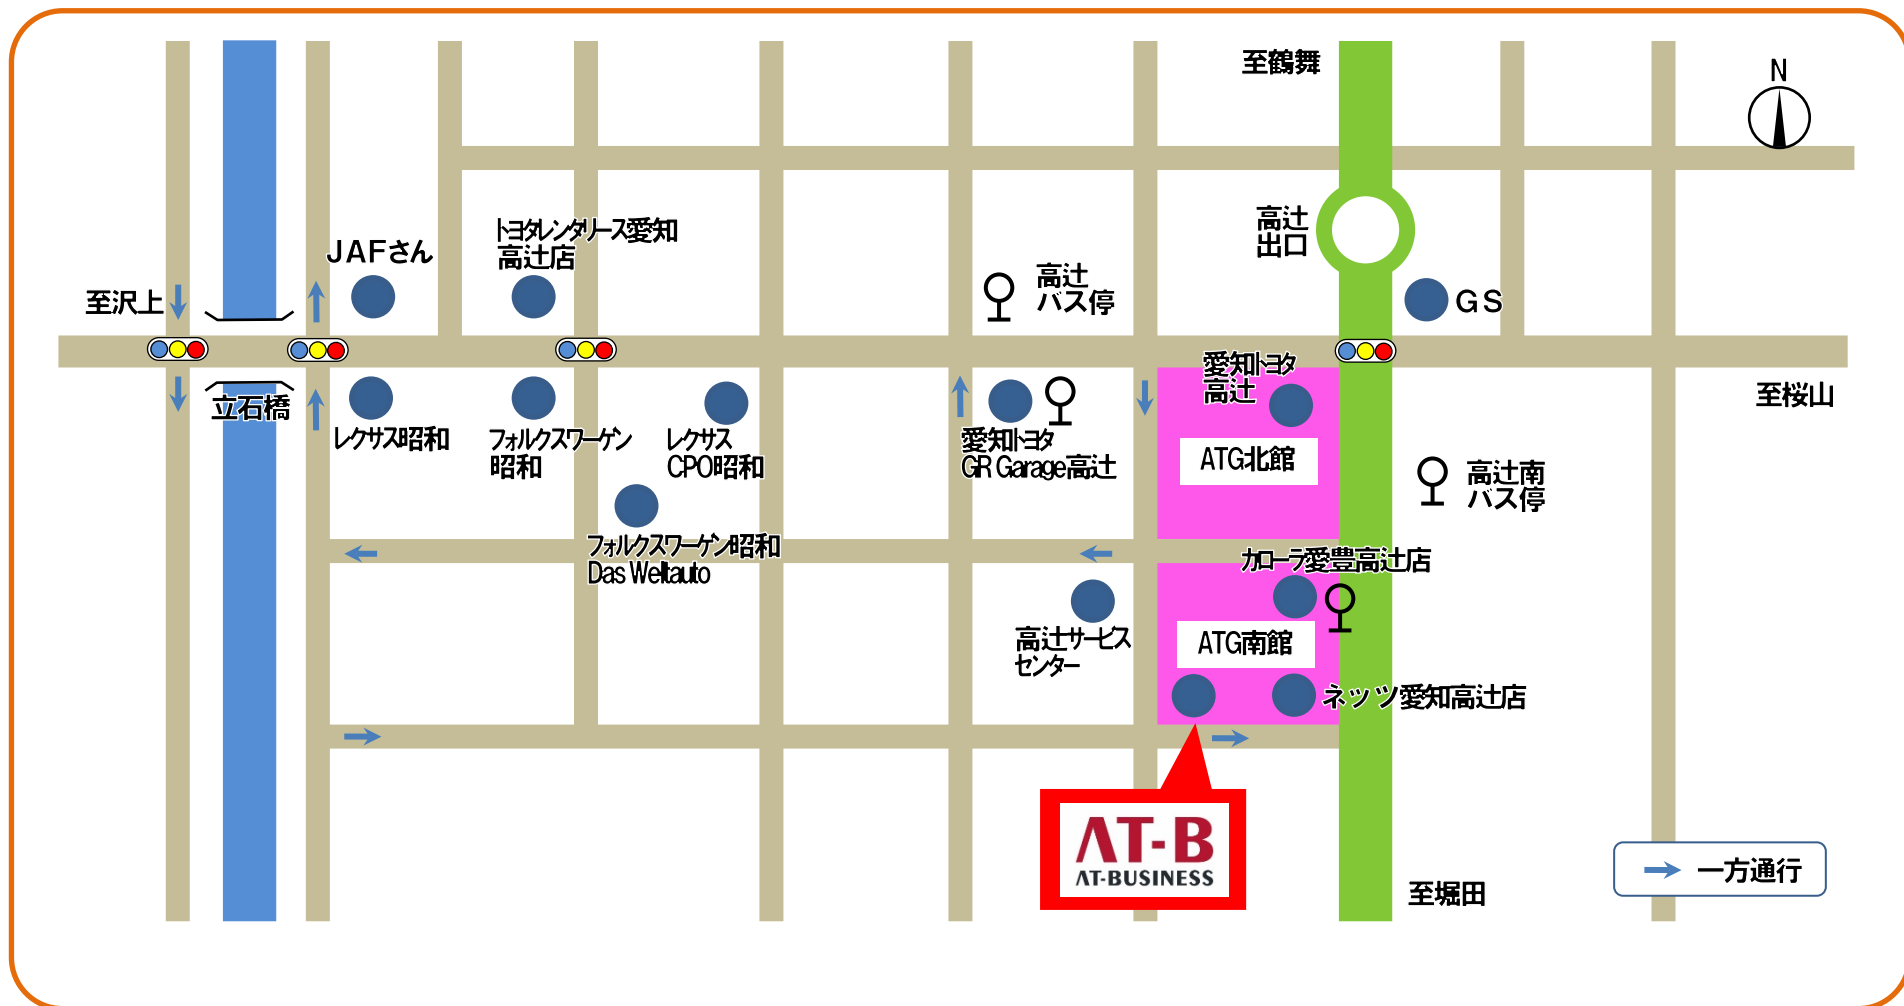 至鶴舞
N
高辻
出口
トヨタレンタリース愛知
高辻店
JAFさん
至沢上
高辻
バス停
GS
愛知トヨタ
高辻
至桜山
立石橋
レクサス昭和
フォルクスワーゲン
昭和
レクサス
CPO昭和
愛知トヨタ
GR Garage高辻
ATG北館
高辻南
バス停
フォルクスワーゲン昭和
Das Weltauto
カローラ愛豊高辻店
高辻サービス
センター
ATG南館
ネッツ愛知高辻店
AT-B
AT-BUSINESS
一方通行
至堀田